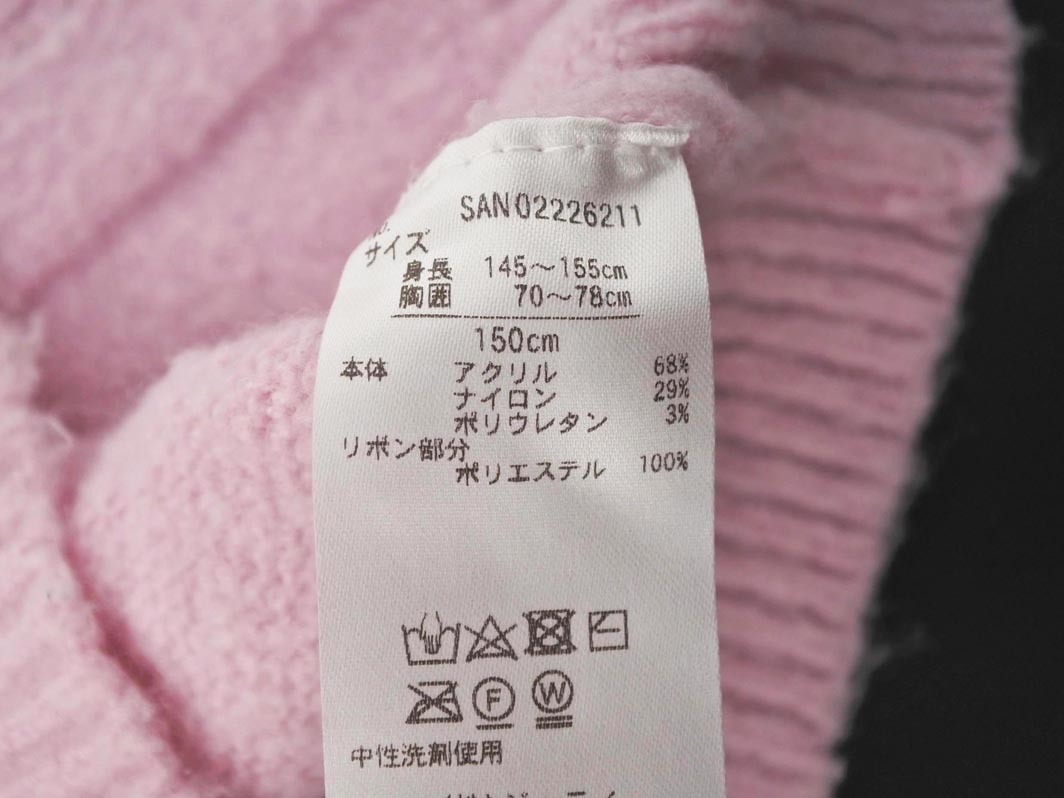 SAN02226211
サイズ
身長 145～155cm
胸囲 70～78cm
150cm
本体 アクリル 68%
ナイロン 29%
ポリウレタン 3%
リボン部分
ポリエステル 100%
F W
中性洗剤使用